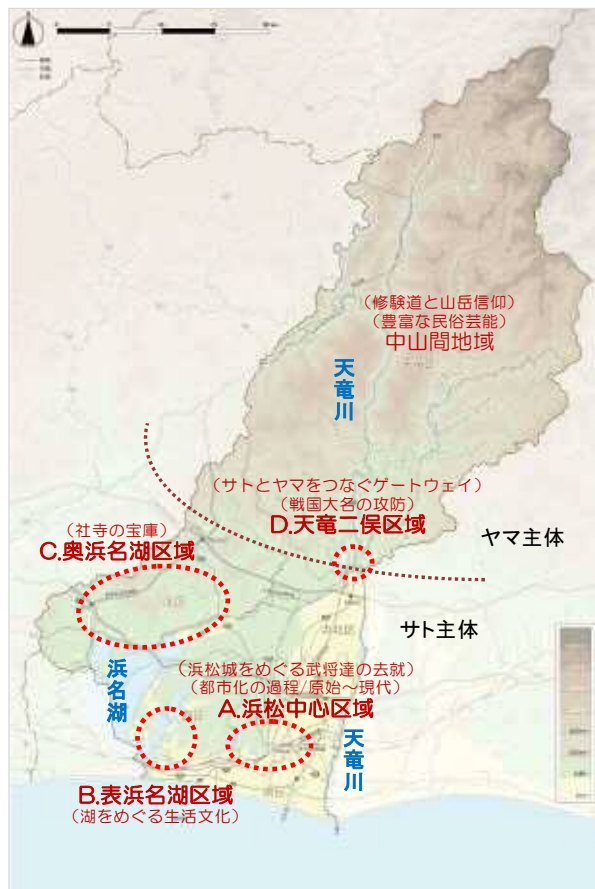 (修験道と山岳信仰)
(豊富な民俗芸能)
中山間地域
天竜川
(サトとヤマをつなぐゲートウェイ)
(戦国大名の攻防)
D.天竜二俣区域
ヤマ主体
(社寺の宝庫)
C.奥浜名湖区域
サト主体
浜名湖
(浜松城をめぐる武将達の去就)
(都市化の過程/原始~現代)
A.浜松中心区域
天竜川
B.表浜名湖区域
(湖をめぐる生活文化)